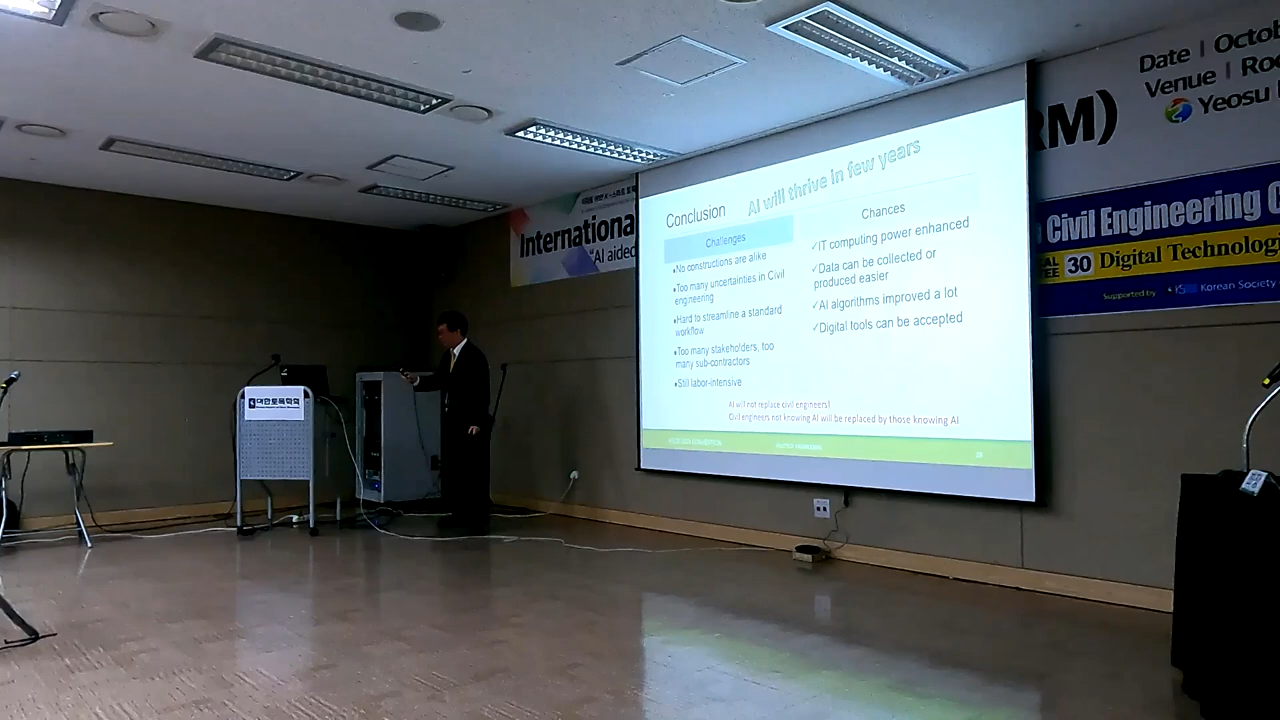 International
"AI aided
대한토목학회
Conclusion
AI will thrive in few years
Challenges
No constructions are alike
Too many uncertainties in Civil
engineering
Hard to streamline a standard
workflow
Too many stakeholders, too
many sub-contractors
Still labor-intensive
Chances
✓IT computing power enhanced
✓Data can be collected or
produced easier
✓AI algorithms improved a lot
✓Digital tools can be accepted
AI will not replace civil engineers!
Civil engineers not knowing AI will be replaced by those knowing AI
RM)
Date | Octob
Venue | Roo
Yeosu
Civil Engineering C
30 Digital Technologi
Supported by
Korean Society